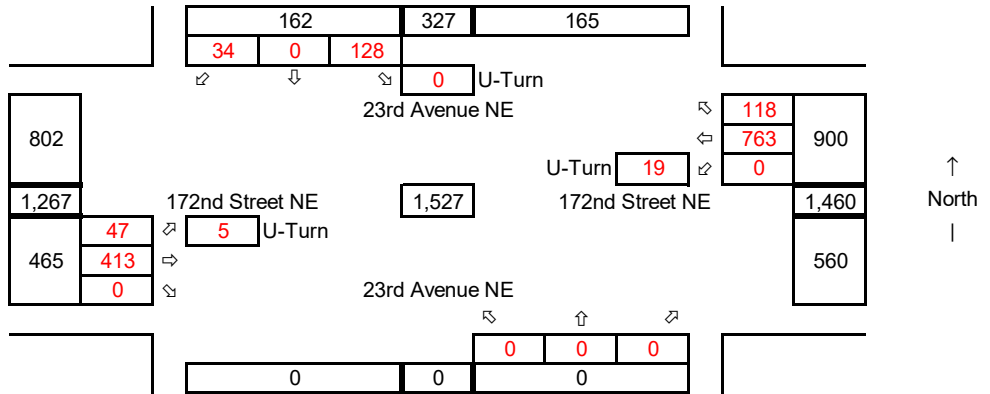 162 327 165
34 0 128
⬃ ⇩ ⬂ 0 U-Turn
23rd Avenue NE
802 ⬁ 118 900
⇦ 763
U-Turn 19 ⬃ 0
↑
1,267 172nd Street NE 1,527 172nd Street NE 1,460 North
|
465 47 ⬀ 5 U-Turn 560
413 ⇨
0 ⬂ 23rd Avenue NE
⬁ ⇧ ⬀
0 0 0
0 0 0